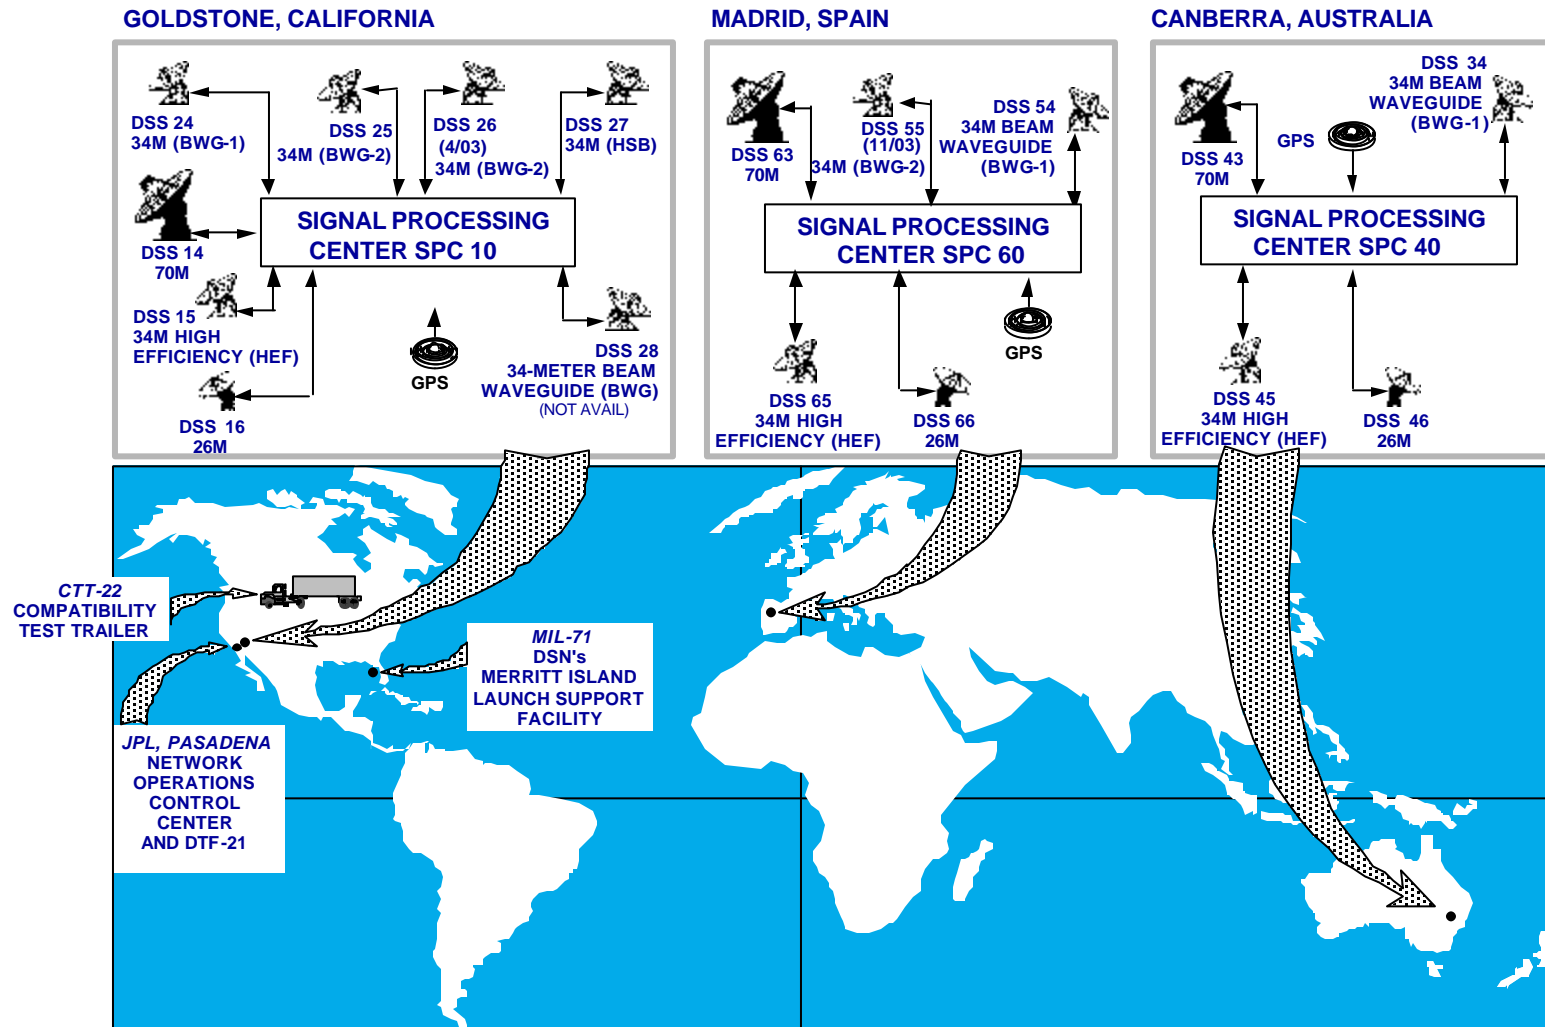 GOLDSTONE, CALIFORNIA
DSS 24
34M (BWG-1)
DSS 25
34M (BWG-2)
DSS 26
(4/03)
34M (BWG-2)
DSS 27
34M (HSB)
DSS 14
70M
SIGNAL PROCESSING
CENTER SPC 10
DSS 15
34M HIGH
EFFICIENCY (HEF)
GPS
DSS 28
34-METER BEAM
WAVEGUIDE (BWG)
(NOT AVAIL)
DSS 16
26M
MADRID, SPAIN
DSS 63
70M
DSS 55
(11/03)
34M (BWG-2)
DSS 54
34M BEAM
WAVEGUIDE
(BWG-1)
SIGNAL PROCESSING
CENTER SPC 60
GPS
DSS 65
34M HIGH
EFFICIENCY (HEF)
DSS 66
26M
CANBERRA, AUSTRALIA
DSS 43
70M
GPS
DSS 34
34M BEAM
WAVEGUIDE
(BWG-1)
SIGNAL PROCESSING
CENTER SPC 40
DSS 45
34M HIGH
EFFICIENCY (HEF)
DSS 46
26M
CTT-22
COMPATIBILITY
TEST TRAILER
MIL-71
DSN's
MERRITT ISLAND
LAUNCH SUPPORT
FACILITY
JPL, PASADENA
NETWORK
OPERATIONS
CONTROL
CENTER
AND DTF-21